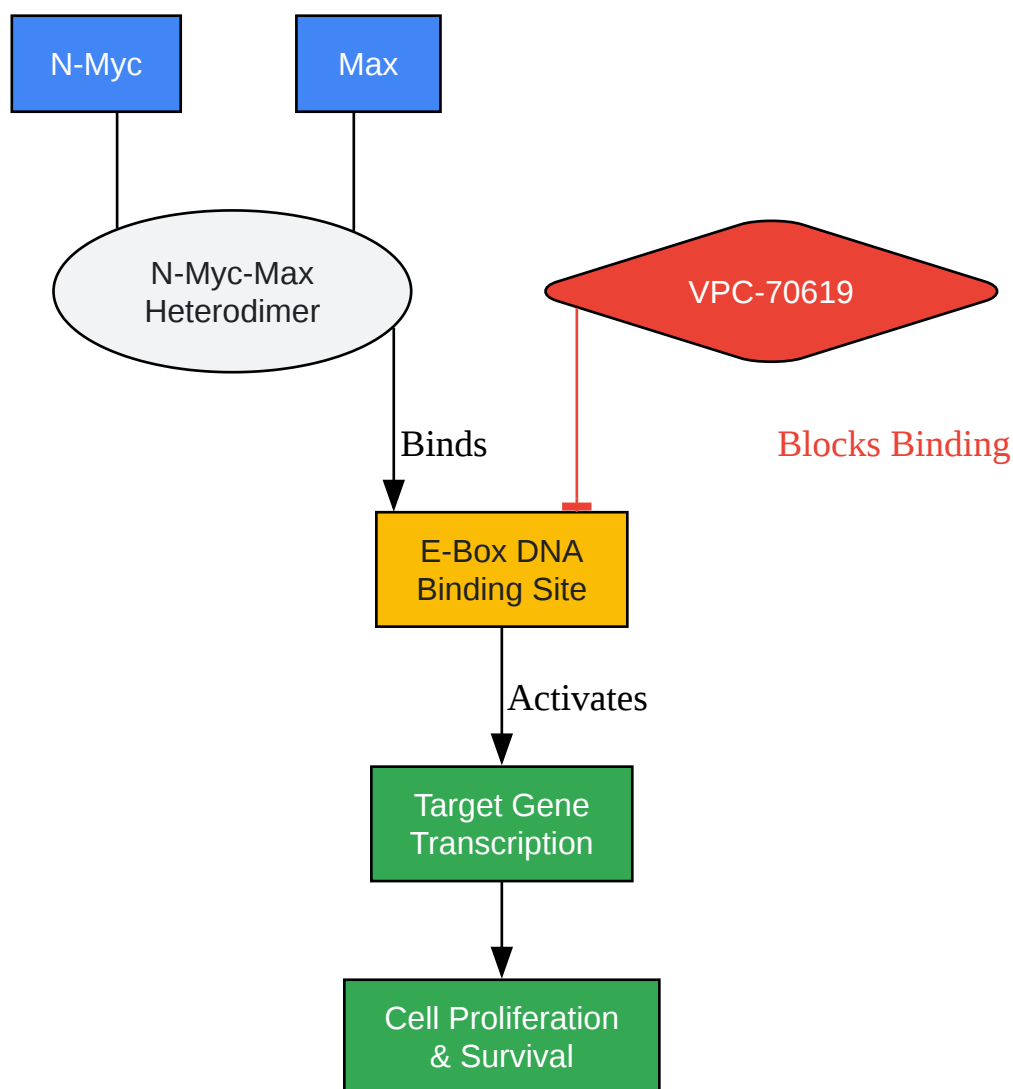 N-Myc
Max
N-Myc-Max
Heterodimer
VPC-70619
Binds
Blocks Binding
E-Box DNA
Binding Site
Activates
Target Gene
Transcription
Cell Proliferation
& Survival